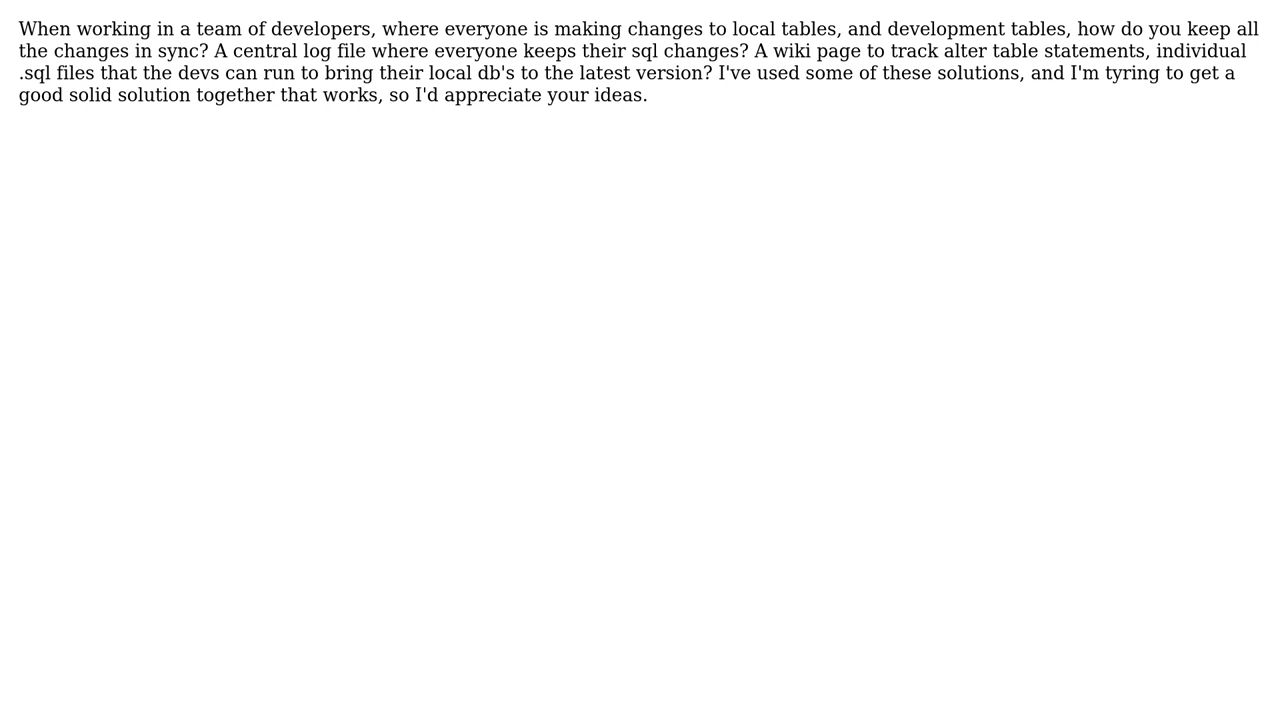 When working in a team of developers, where everyone is making changes to local tables, and development tables, how do you keep all
the changes in sync? A central log file where everyone keeps their sql changes? A wiki page to track alter table statements, individual
.sql files that the devs can run to bring their local db's to the latest version? I've used some of these solutions, and I'm tyring to get a
good solid solution together that works, so I'd appreciate your ideas.